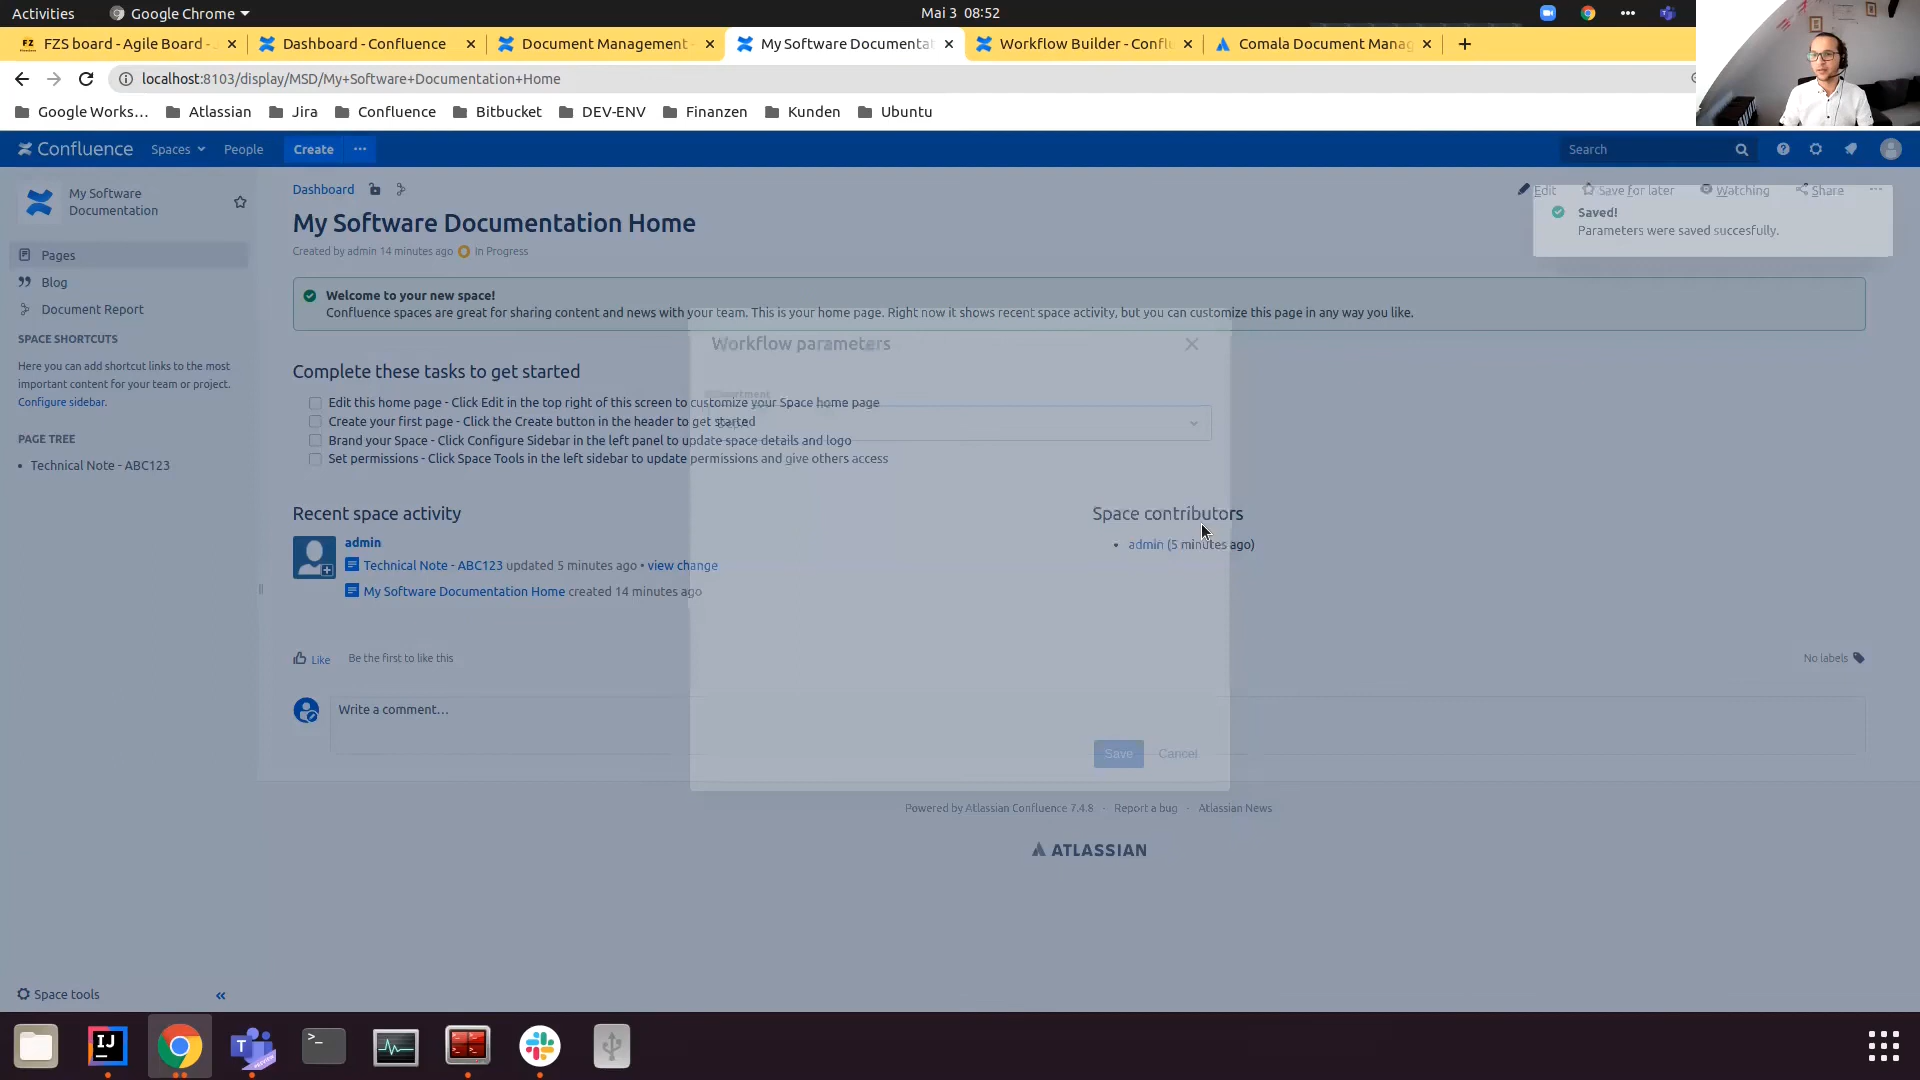 Activities
Google Chrome
Mai 3 08:52
FZS board - Agile Board -
Dashboard - Confluence
Document Management -
My Software Documentat
Workflow Builder - Conflu
Comala Document Manag
localhost:8103/display/MSD/My+Software+Documentation+Home
Google Works…
Atlassian
Jira
Confluence
Bitbucket
DEV-ENV
Finanzen
Kunden
Ubuntu
Confluence
Spaces
People
Create
Search
My Software
Documentation
Pages
Blog
Document Report
SPACE SHORTCUTS
Here you can add shortcut links to the most
important content for your team or project.
Configure sidebar.
PAGE TREE
Technical Note - ABC123
Space tools
Dashboard
Edit
Save for later
Watching
Share
Saved!
Parameters were saved succesfully.
My Software Documentation Home
Created by admin 14 minutes ago
In Progress
Welcome to your new space!
Confluence spaces are great for sharing content and news with your team. This is your home page. Right now it shows recent space activity, but you can customize this page in any way you like.
Workflow parameters
Complete these tasks to get started
Edit this home page - Click Edit in the top right of this screen to customize your Space home page
Create your first page - Click the Create button in the header to get started
Brand your Space - Click Configure Sidebar in the left panel to update space details and logo
Set permissions - Click Space Tools in the left sidebar to update permissions and give others access
Recent space activity
admin
Technical Note - ABC123 updated 5 minutes ago • view change
My Software Documentation Home created 14 minutes ago
Space contributors
admin (5 minutes ago)
Like
Be the first to like this
No labels
Write a comment…
Save
Cancel
Powered by Atlassian Confluence 7.4.8 · Report a bug · Atlassian News
ATLASSIAN